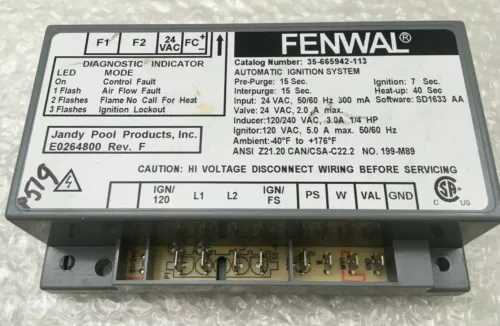 F1 F2 24 VAC FC + -
DIAGNOSTIC INDICATOR
LED MODE
On Control Fault
1 Flash Air Flow Fault
2 Flashes Flame No Call For Heat
3 Flashes Ignition Lockout
Jandy Pool Products, Inc.
E0264800 Rev. F
FENWAL®
Catalog Number: 35-665942-113
AUTOMATIC IGNITION SYSTEM
Pre-Purge: 15 Sec. Ignition: 7 Sec.
Interpurge: 15 Sec. Heat-up: 40 Sec
Input: 24 VAC, 50/60 Hz 300 mA Software: SD1633 AA
Valve: 24 VAC, 2.0 A max.
Inducer:120/240 VAC, 3.0A 1/4 HP
Ignitor:120 VAC, 5.0 A max. 50/60 Hz
Ambient:-40°F to +176°F
ANSI Z21.20 CAN/CSA-C22.2 NO. 199-M89
CAUTION: HI VOLTAGE DISCONNECT WIRING BEFORE SERVICING
P579
IGN/ 120 L1 L2 IGN/ FS PS W VAL GND
SA C US